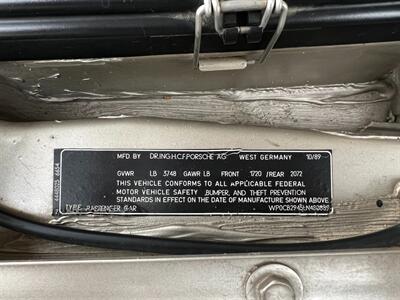 MFD BY DR.ING.H.C.F.PORSCHE AG WEST GERMANY 10/89
GVWR LB 3748 GAWR LB FRONT 1720 /REAR 2072
THIS VEHICLE CONFORMS TO ALL APPLICABLE FEDERAL
MOTOR VEHICLE SAFETY, BUMPER, AND THEFT PREVENTION
STANDARDS IN EFFECT ON THE DATE OF MANUFACTURE SHOWN ABOVE
TYPE: PASSENGER CAR